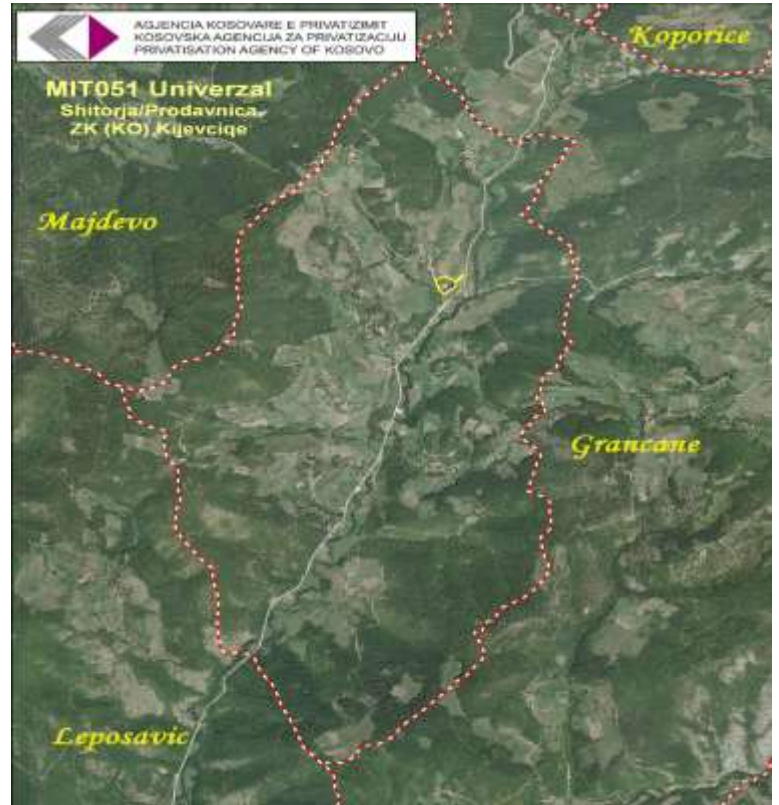 AGJENCIA KOSOVARE E PRIVATIZIMIT
KOSOVSKA AGENCIJA ZA PRIVATIZACIJU
PRIVATISATION AGENCY OF KOSOVO
Koporice
MIT051 Univerzal
Shitorja/Prodavnica
ZK (KO) Kijevciqe
Majdevo
Grancane
Leposavic